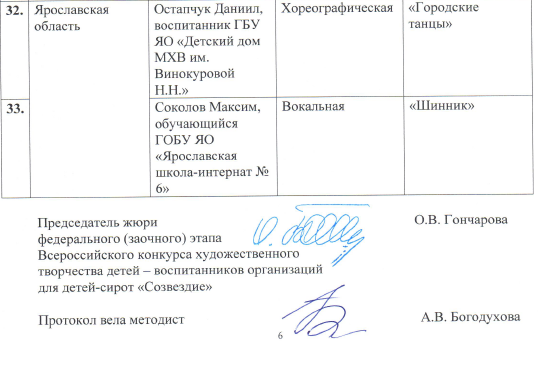 32. Ярославская область Остапчук Даниил, воспитанник ГБУ ЯО «Детский дом МХВ им. Винокуровой Н.Н.» Хореографическая «Городские танцы»
33. Соколов Максим, обучающийся ГОБУ ЯО «Ярославская школа-интернат № 6» Вокальная «Шинник»
Председатель жюри
федерального (заочного) этапа
Всероссийского конкурса художественного
творчества детей – воспитанников организаций
для детей-сирот «Созвездие»
О.В. Гончарова
Протокол вела методист
А.В. Богодухова
6